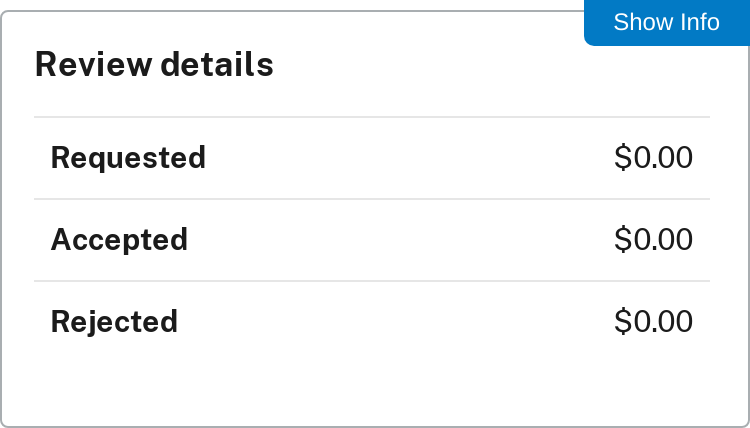 Show Info
Review details
Requested $0.00
Accepted $0.00
Rejected $0.00